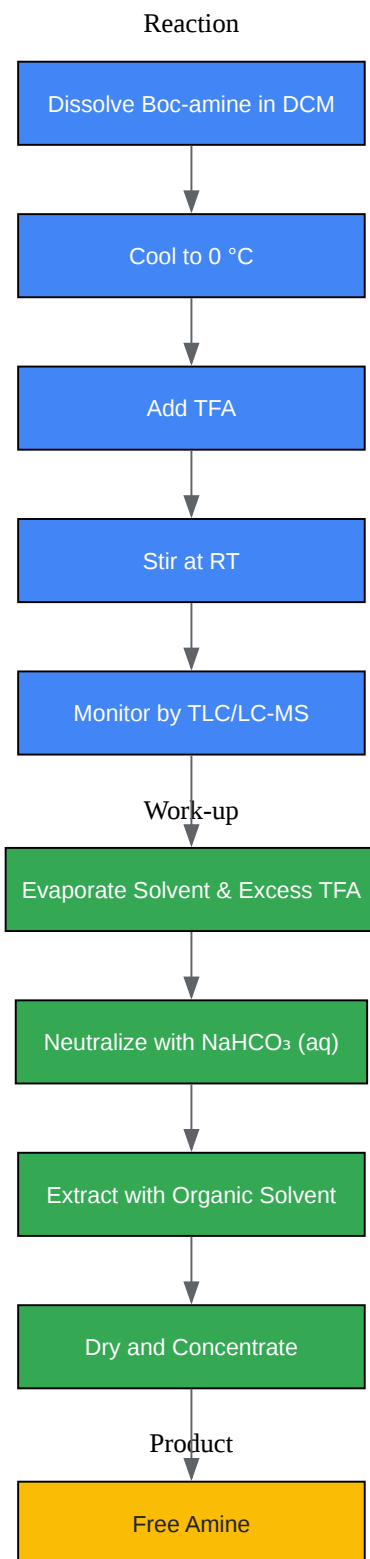 Reaction
Dissolve Boc-amine in DCM
Cool to 0 °C
Add TFA
Stir at RT
Monitor by TLC/LC-MS
Work-up
Evaporate Solvent & Excess TFA
Neutralize with NaHCO₃ (aq)
Extract with Organic Solvent
Dry and Concentrate
Product
Free Amine